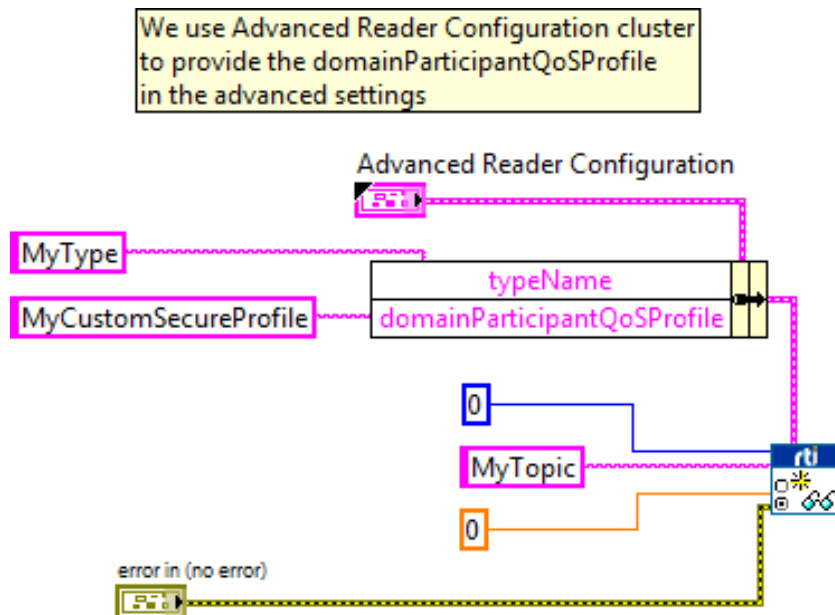 We use Advanced Reader Configuration cluster
to provide the domainParticipantQoSProfile
in the advanced settings
Advanced Reader Configuration
MyType
typeName
MyCustomSecureProfile
domainParticipantQoSProfile
0
MyTopic
rti
0
error in (no error)